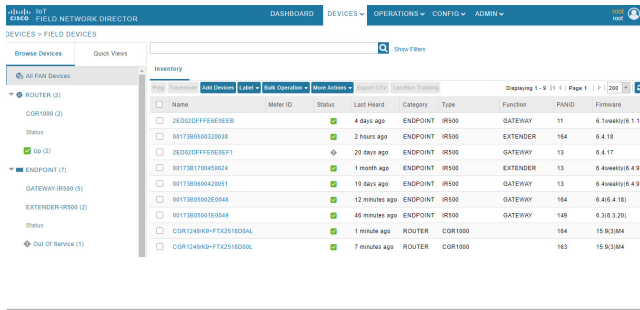 cisco IoT FIELD NETWORK DIRECTOR DASHBOARD DEVICES OPERATIONS CONFIG ADMIN root root
DEVICES > FIELD DEVICES
Browse Devices Quick Views
Show Filters
Inventory
All FAN Devices
Ping Traceroute Add Devices Label Bulk Operation More Actions Export CSV Location Tracking Displaying 1 - 9 Page 1 200
ROUTER (2)
CGR1000 (2)
Status
Up (2)
ENDPOINT (7)
GATEWAY-IR500 (5)
EXTENDER-IR500 (2)
Status
Out Of Service (1)
Name Meter ID Status Last Heard Category Type Function PANID Firmware
2ED02DFFFE6E0EEB 4 days ago ENDPOINT IR500 GATEWAY 11 6.1weekly(6.1.1
00173B0500320038 2 hours ago ENDPOINT IR500 EXTENDER 164 6.4.18
2ED02DFFFE6E0EF1 20 days ago ENDPOINT IR500 GATEWAY 13 6.4.17
00173B1700450024 1 month ago ENDPOINT IR500 EXTENDER 13 6.4weekly(6.4.9
00173B0600420051 10 days ago ENDPOINT IR500 GATEWAY 13 6.4weekly(6.4.9
00173B05002E0048 12 minutes ago ENDPOINT IR500 GATEWAY 164 6.4(6.4.18)
00173B05001E0049 46 minutes ago ENDPOINT IR500 GATEWAY 149 6.3(6.3.20)
CGR1240/K9+FTX2518D0AL 1 minute ago ROUTER CGR1000 164 15.9(3)M4
CGR1240/K9+FTX2518D00L 7 minutes ago ROUTER CGR1000 163 15.9(3)M4